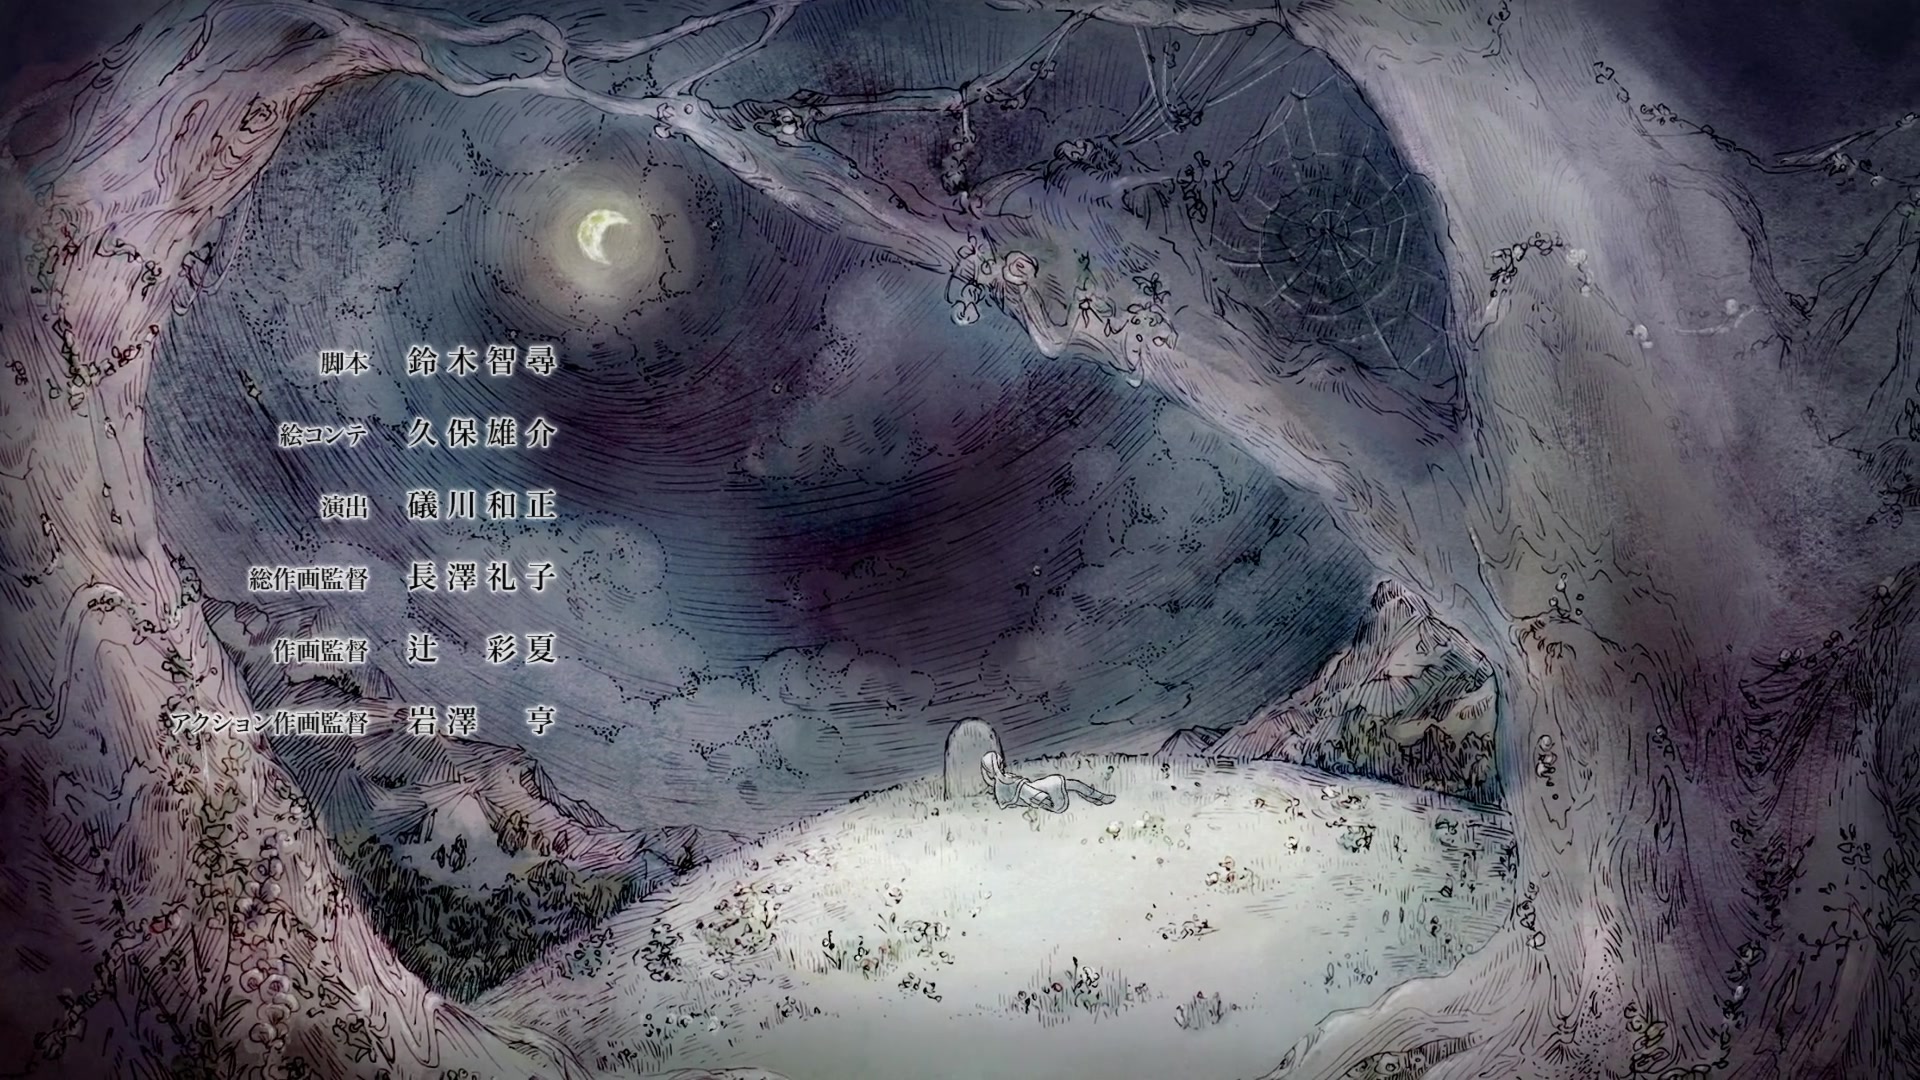 脚本 鈴木智尋
絵コンテ 久保雄介
演出 礒川和正
総作画監督 長澤礼子
作画監督 辻 彩夏
アクション作画監督 岩澤 亨